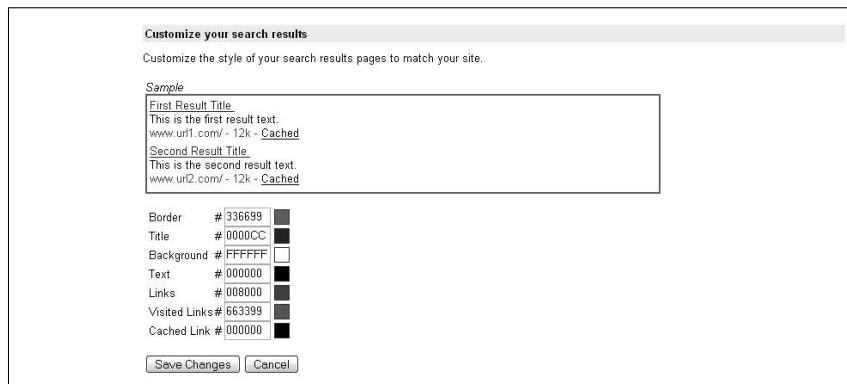 Customize your search results
Customize the style of your search results pages to match your site.
Sample
First Result Title
This is the first result text.
www.url1.com/ - 12k - Cached
Second Result Title
This is the second result text.
www.url2.com/ - 12k - Cached
Border # 336699
Title # 0000CC
Background # FFFFFF
Text # 000000
Links # 008000
Visited Links # 663399
Cached Link # 000000
Save Changes Cancel